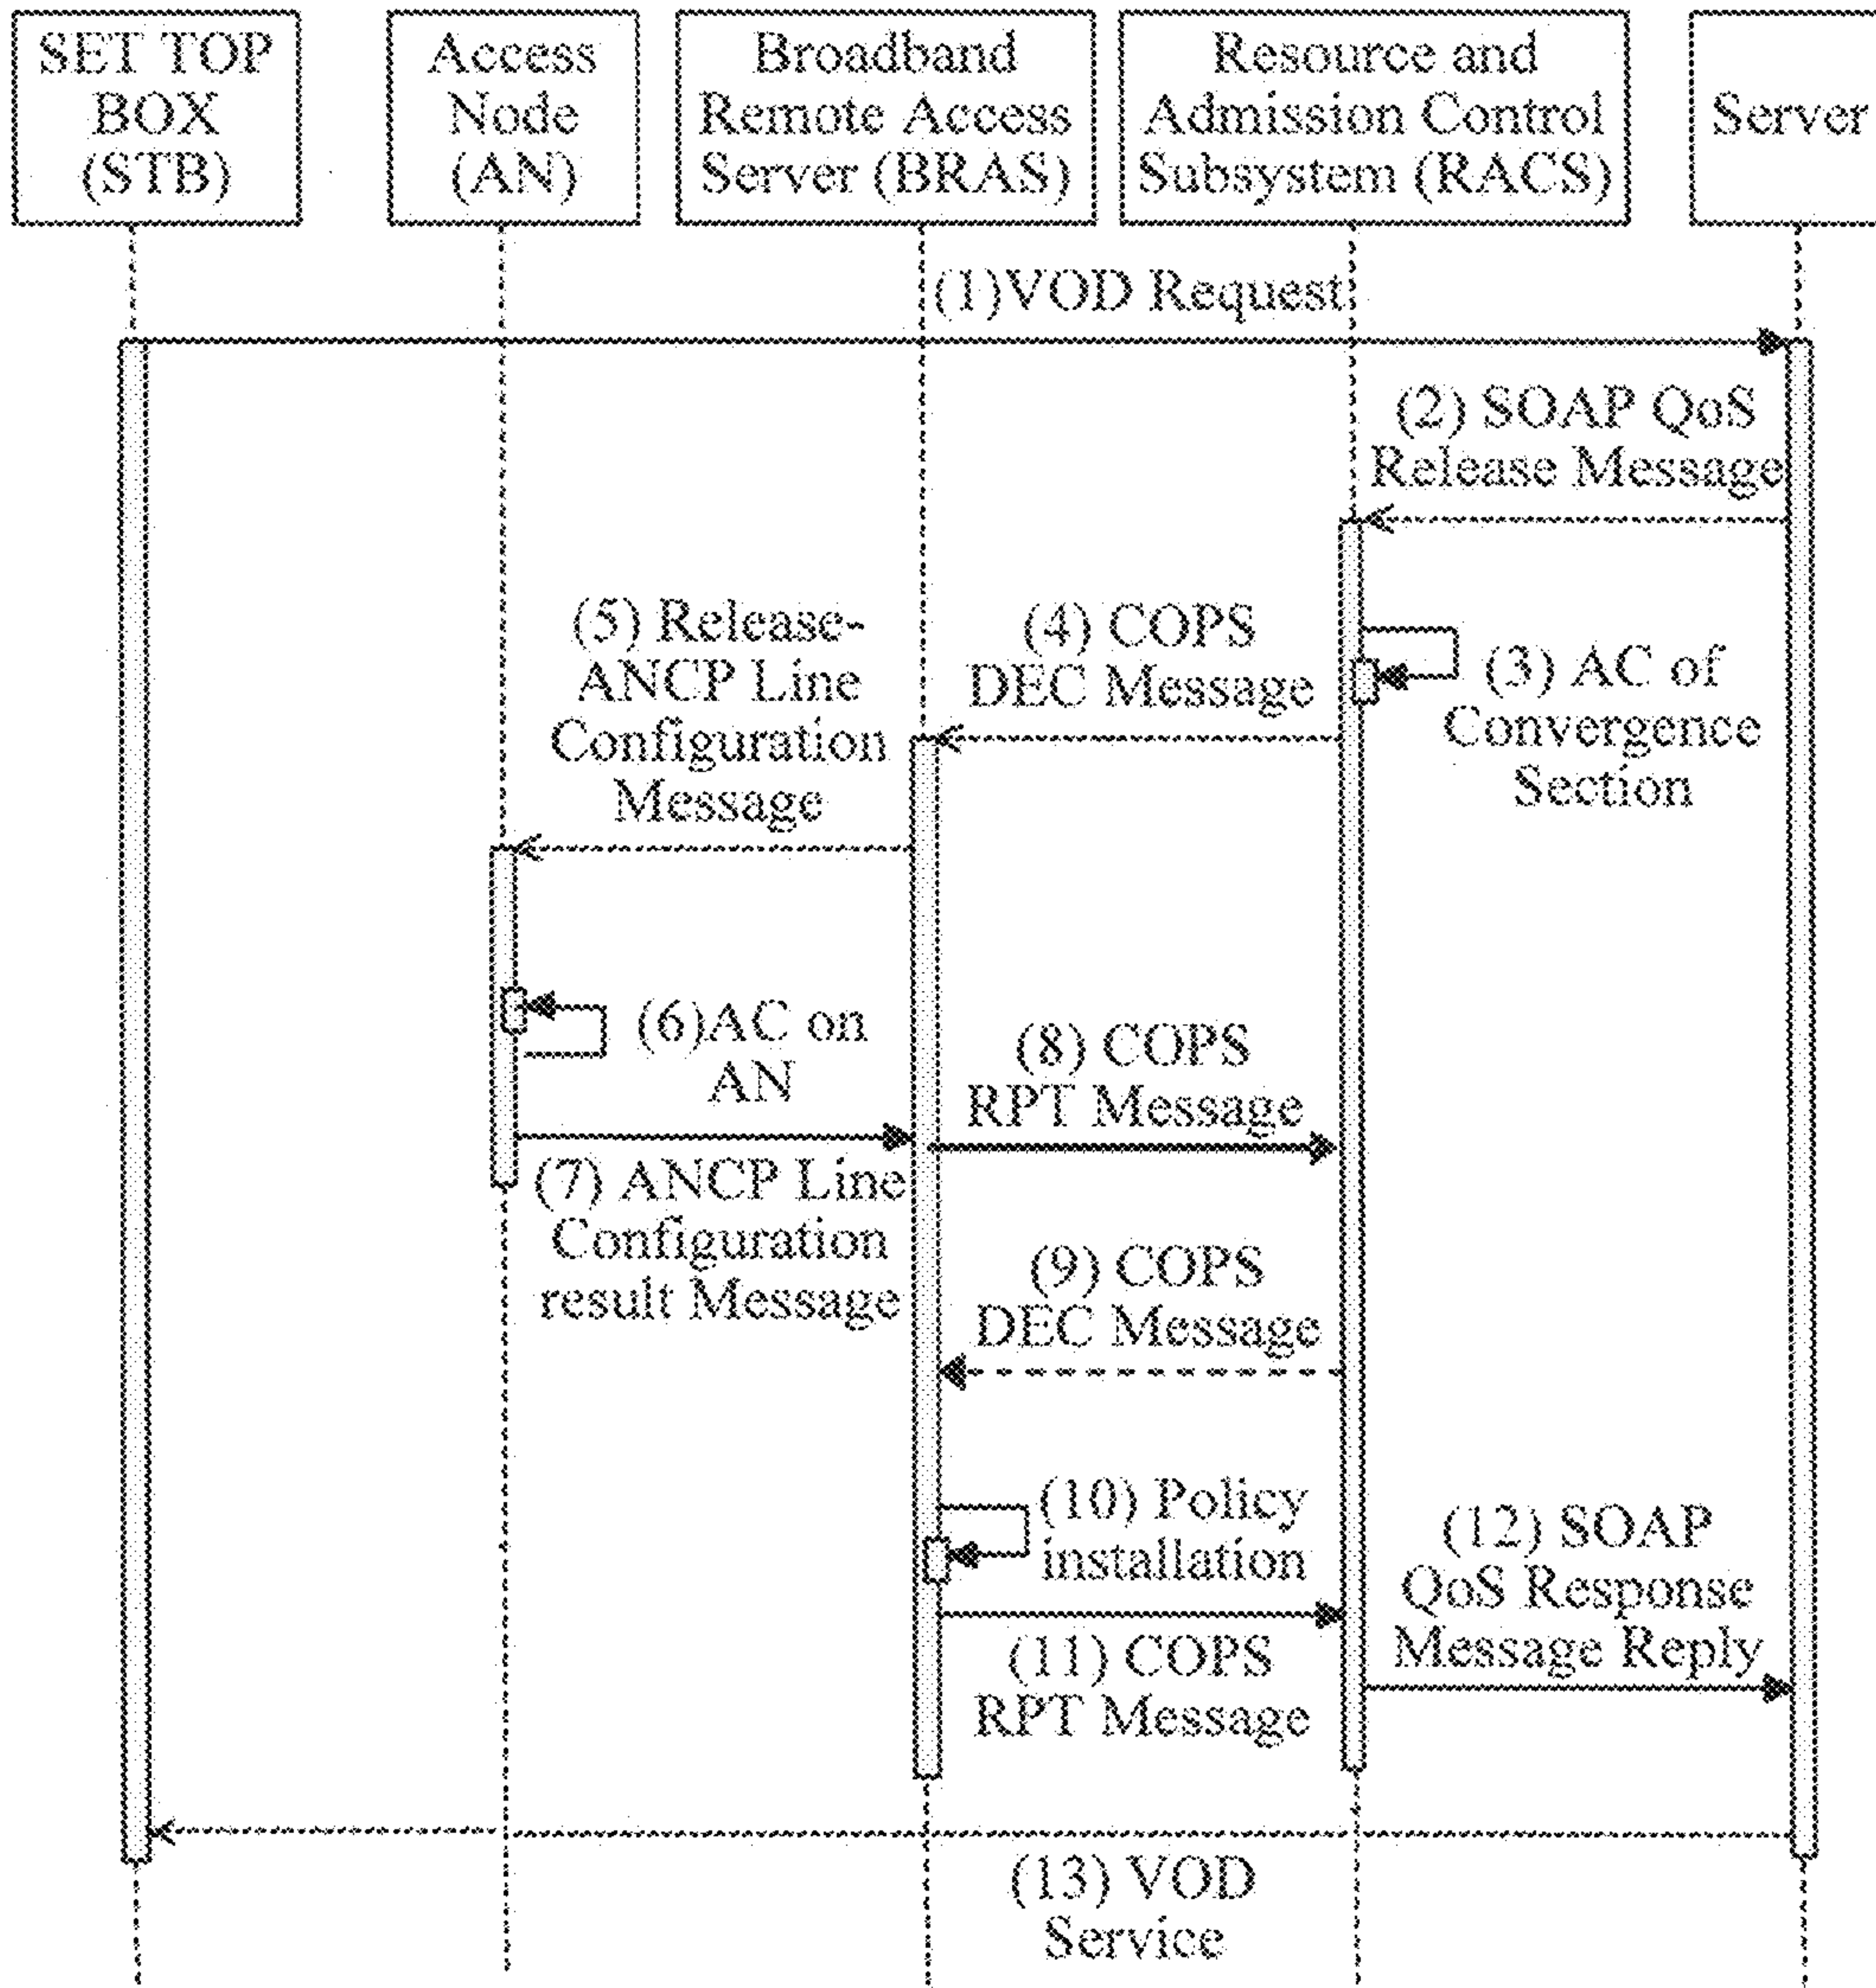 SET TOP
BOX
(STB)
Access
Node
(AN)
Broadband
Remote Access
Server (BRAS)
Resource and
Admission Control
Subsystem (RACS)
Server
(1)VOD Request
(2) SOAP QoS
Release Message
(3) AC of
Convergence
Section
(4) COPS
DEC Message
(5) Release-
ANCP Line
Configuration
Message
(6)AC on
AN
(7) ANCP Line
Configuration
result Message
(8) COPS
RPT Message
(9) COPS
DEC Message
(10) Policy
installation
(11) COPS
RPT Message
(12) SOAP
QoS Response
Message Reply
(13) VOD
Service